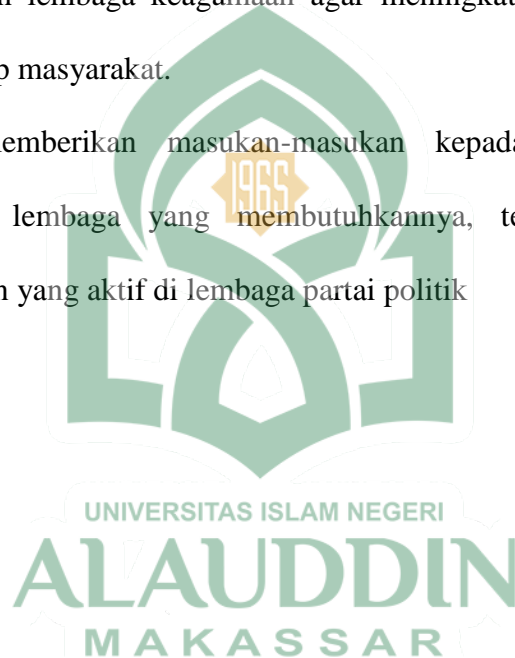 lembaga keagamaan agar meningkat
masyarakat.
memberikan masukan-masukan kepada
lembaga yang membutuhkannya, te
yang aktif di lembaga partai politik
1965
UNIVERSITAS ISLAM NEGERI
ALAUDDIN
MAKASSAR